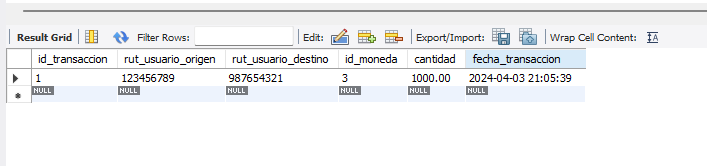 Result Grid Filter Rows: Edit: Export/Import: Wrap Cell Content:
id_transaccion rut_usuario_origen rut_usuario_destino id_moneda cantidad fecha_transaccion
1 123456789 987654321 3 1000.00 2024-04-03 21:05:39
NULL NULL NULL NULL NULL NULL